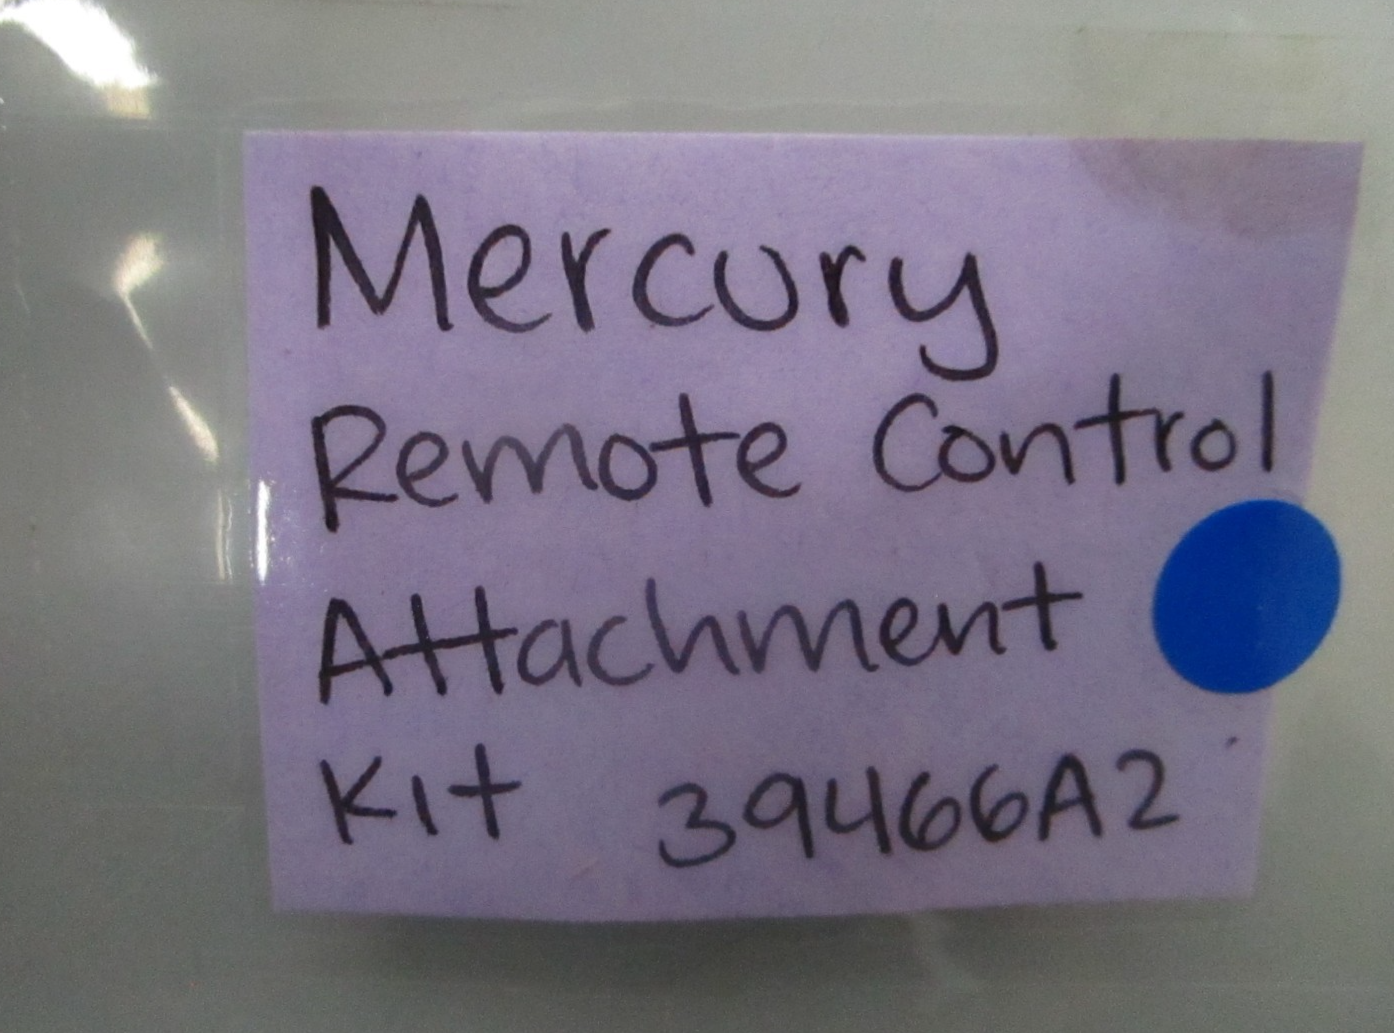 Mercury
Remote Control
Attachment
Kit 39466A2